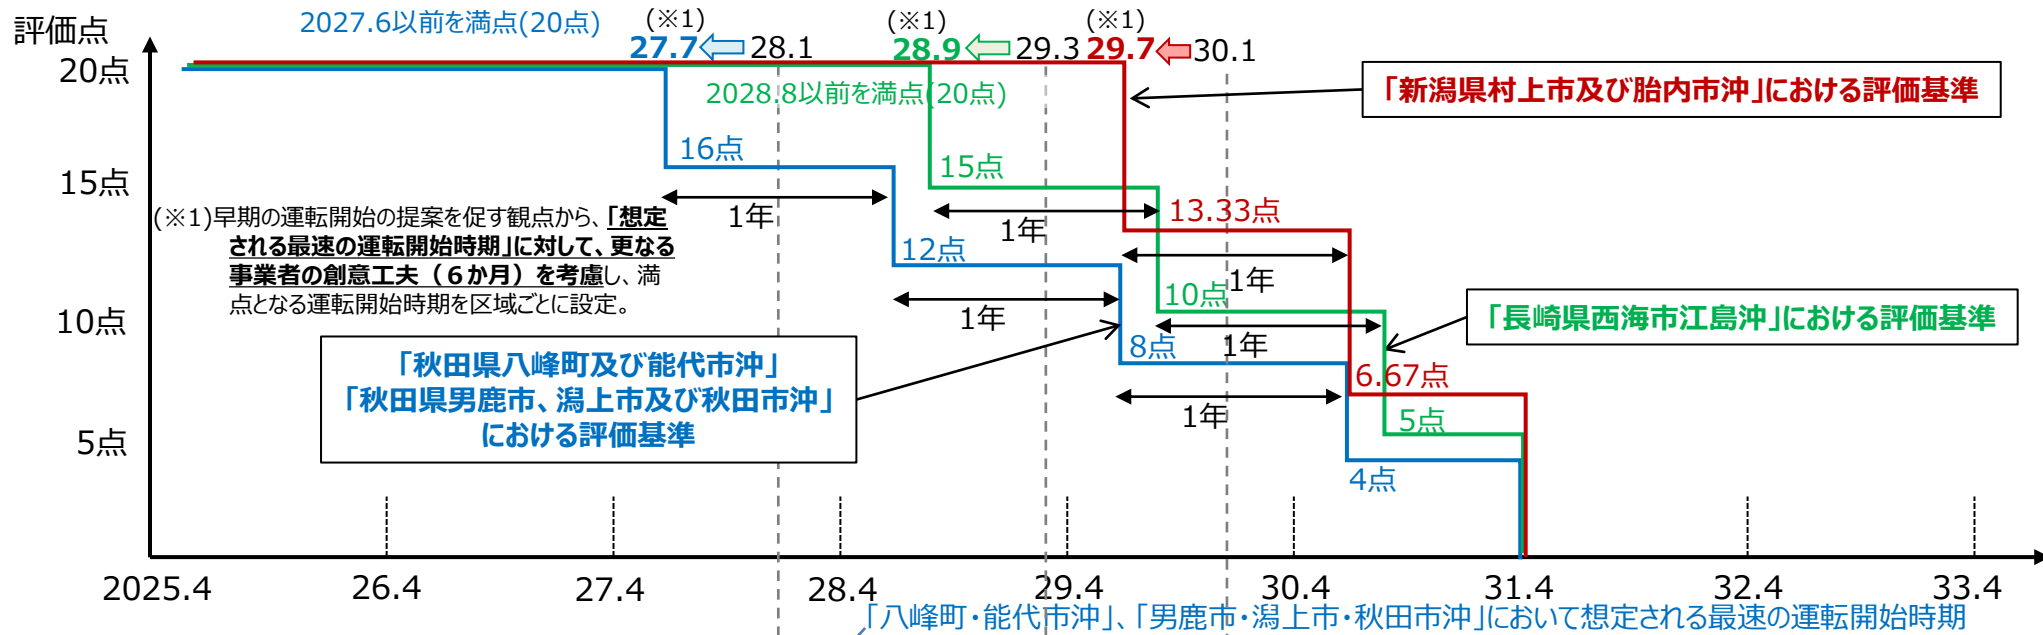 評価点
2027.6以前を満点(20点)
(※1)
(※1)
(※1)
27.7
28.1
28.9
29.3
29.7
30.1
20点
2028.8以前を満点(20点)
「新潟県村上市及び胎内市沖」における評価基準
16点
15点
15点
1年
13.33点
(※1)早期の運転開始の提案を促す観点から、「想定
される最速の運転開始時期」に対して、更なる
事業者の創意工夫（６か月）を考慮し、満
点となる運転開始時期を区域ごとに設定。
1年
12点
1年
10点
10点
1年
「長崎県西海市江島沖」における評価基準
8点
1年
「秋田県八峰町及び能代市沖」
「秋田県男鹿市、潟上市及び秋田市沖」
における評価基準
6.67点
1年
5点
5点
4点
2025.4
26.4
27.4
28.4
29.4
30.4
31.4
32.4
33.4
「八峰町・能代市沖」、「男鹿市・潟上市・秋田市沖」において想定される最速の運転開始時期